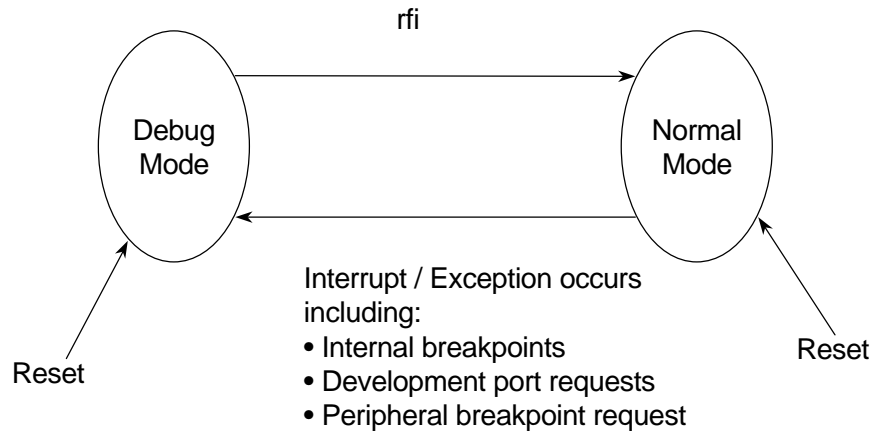 rfi
Debug
Mode
Normal
Mode
Interrupt / Exception occurs
including:
• Internal breakpoints
• Development port requests
• Peripheral breakpoint request
Reset
Reset